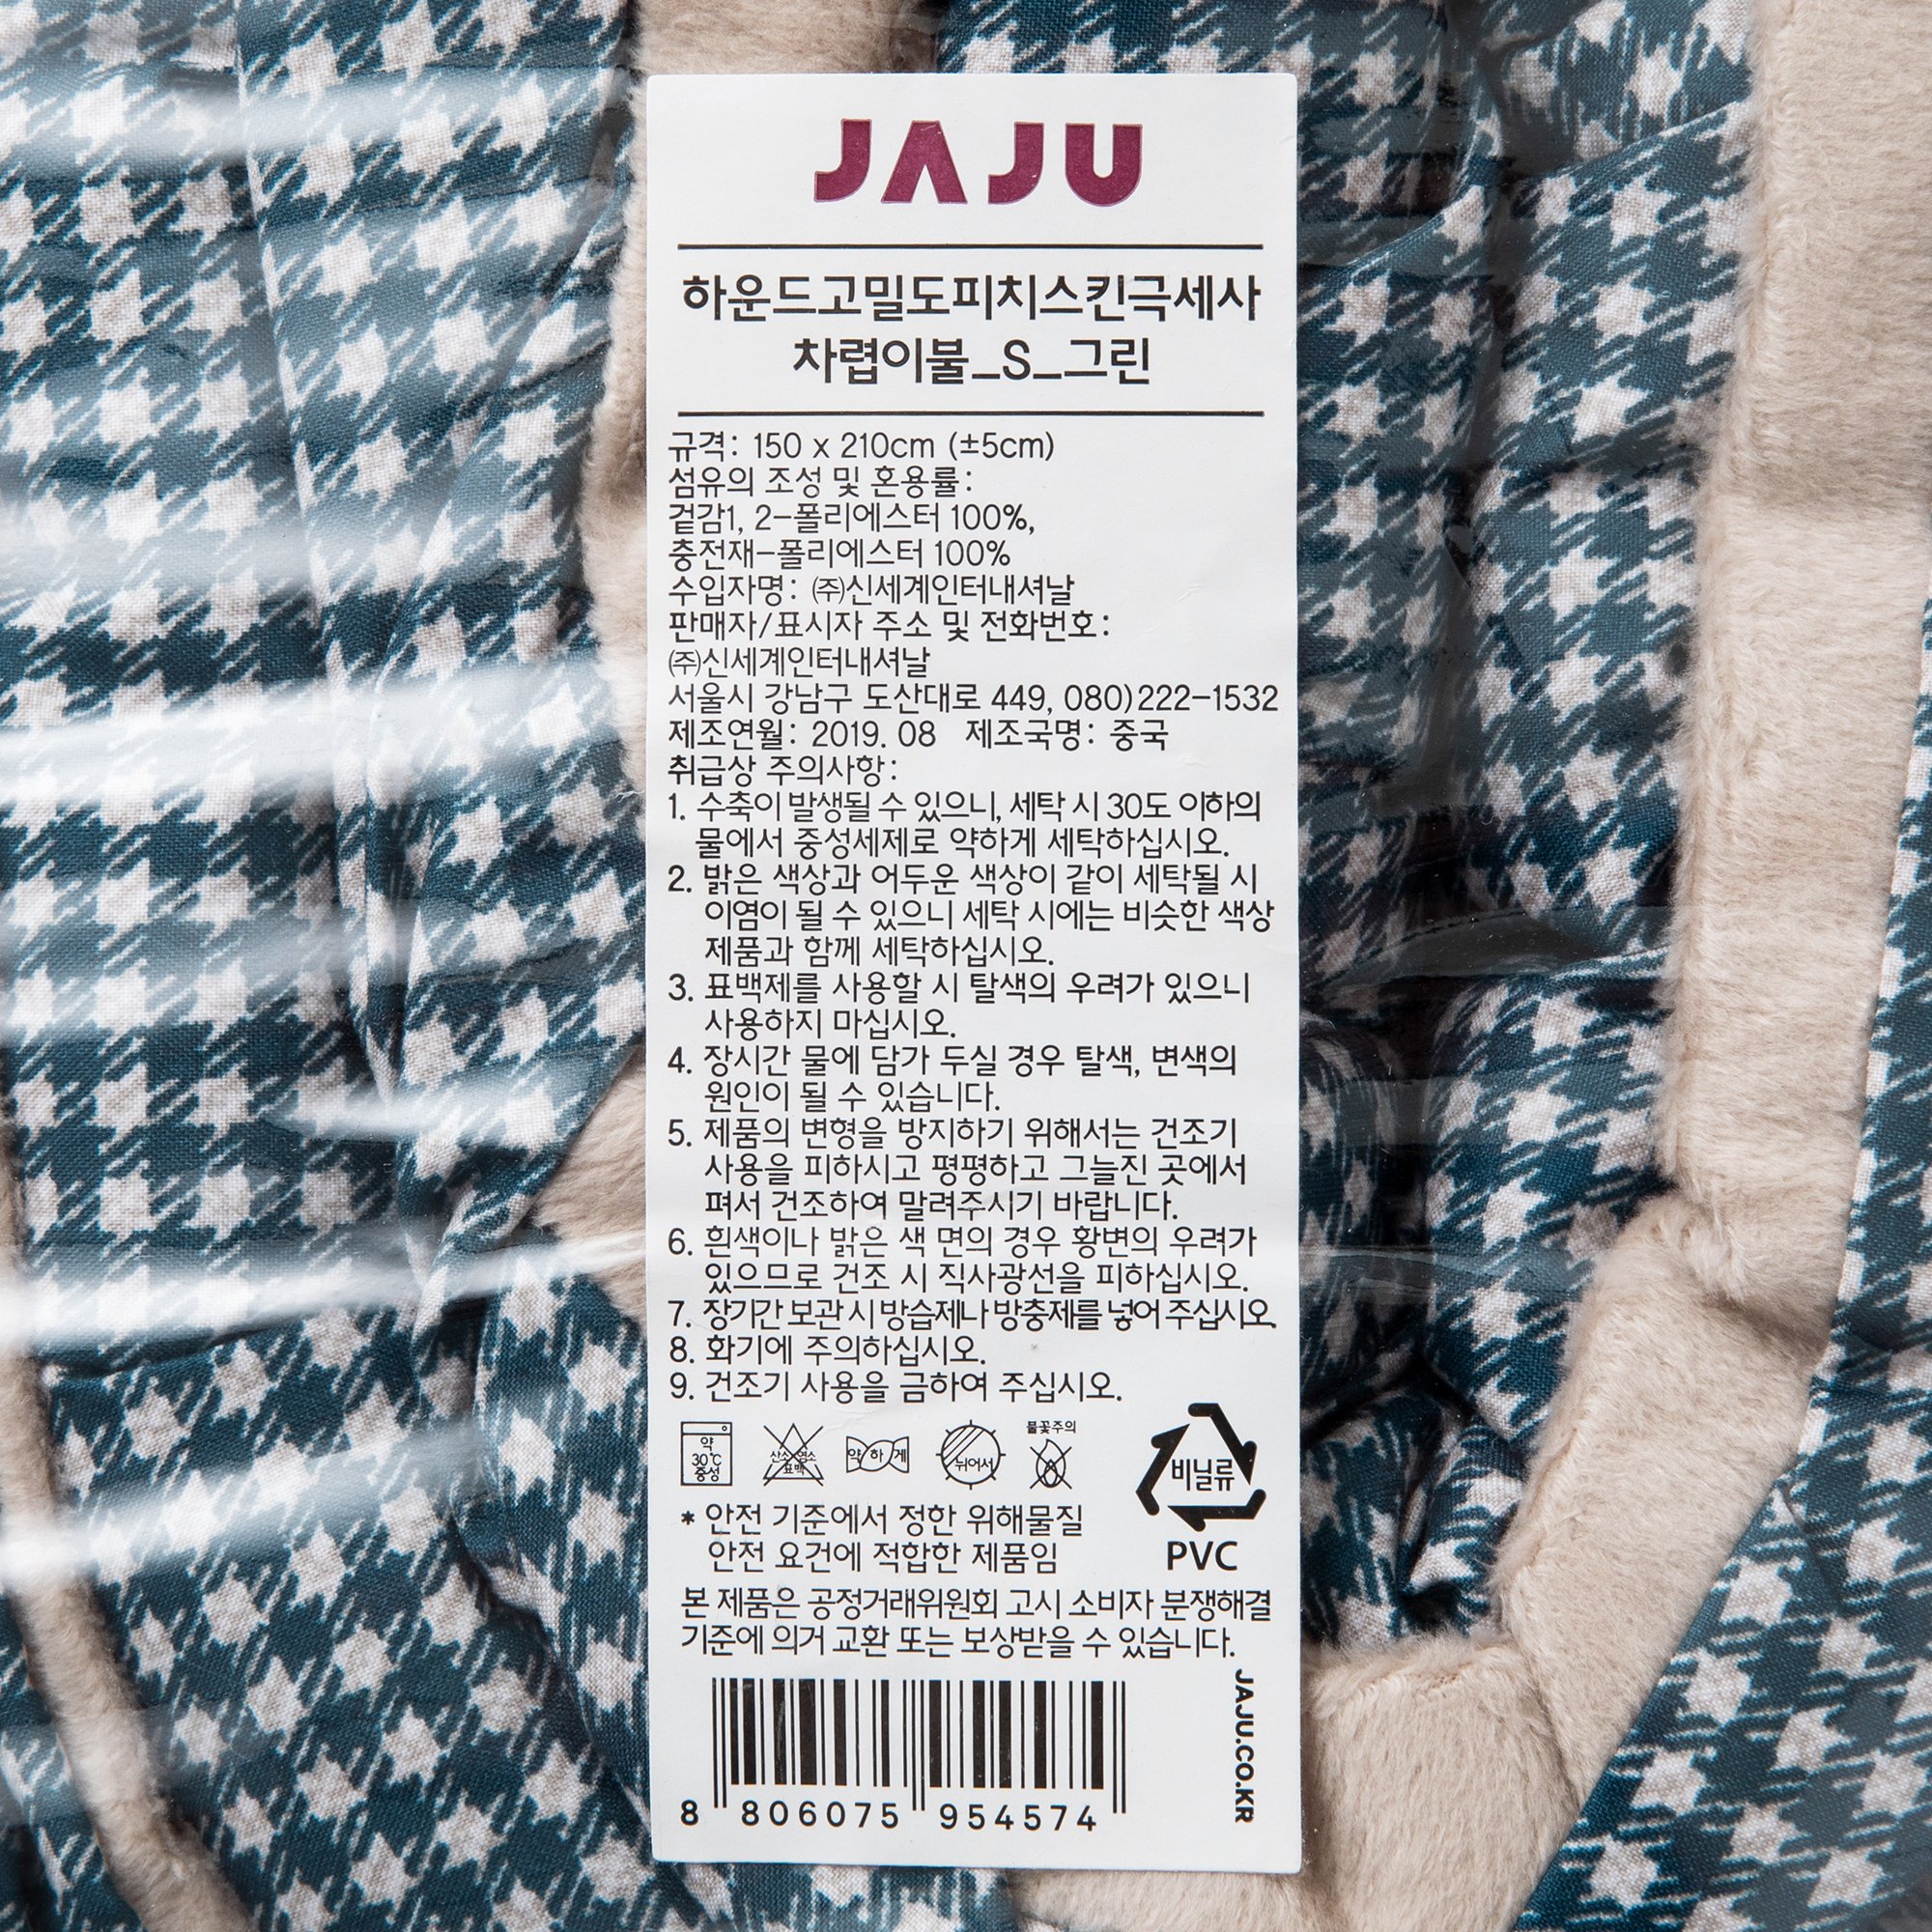 JAJU
하운드고밀도피치스킨극세사
차렵이불_S_그린
규격: 150 x 210cm (±5cm)
섬유의 조성 및 혼용률:
겉감1, 2-폴리에스터 100%,
충전재-폴리에스터 100%
수입자명: ㈜신세계인터내셔날
판매자/표시자 주소 및 전화번호:
㈜신세계인터내셔날
서울시 강남구 도산대로 449, 080)222-1532
제조연월: 2019. 08 제조국명: 중국
취급상 주의사항:
1. 수축이 발생될 수 있으니, 세탁 시 30도 이하의
물에서 중성세제로 약하게 세탁하십시오.
2. 밝은 색상과 어두운 색상이 같이 세탁될 시
이염이 될 수 있으니 세탁 시에는 비슷한 색상
제품과 함께 세탁하십시오.
3. 표백제를 사용할 시 탈색의 우려가 있으니
사용하지 마십시오.
4. 장시간 물에 담가 두실 경우 탈색, 변색의
원인이 될 수 있습니다.
5. 제품의 변형을 방지하기 위해서는 건조기
사용을 피하시고 평평하고 그늘진 곳에서
펴서 건조하여 말려주시기 바랍니다.
6. 흰색이나 밝은 색 면의 경우 황변의 우려가
있으므로 건조 시 직사광선을 피하십시오.
7. 장기간 보관 시 방습제나 방충제를 넣어 주십시오.
8. 화기에 주의하십시오.
9. 건조기 사용을 금하여 주십시오.
약
30℃
중성
산소 염소
표백
약하게
뉘어서
불꽃주의
비닐류
PVC
* 안전 기준에서 정한 위해물질
안전 요건에 적합한 제품임
본 제품은 공정거래위원회 고시 소비자 분쟁해결
기준에 의거 교환 또는 보상받을 수 있습니다.
JAJU.CO.KR
8 806075 954574